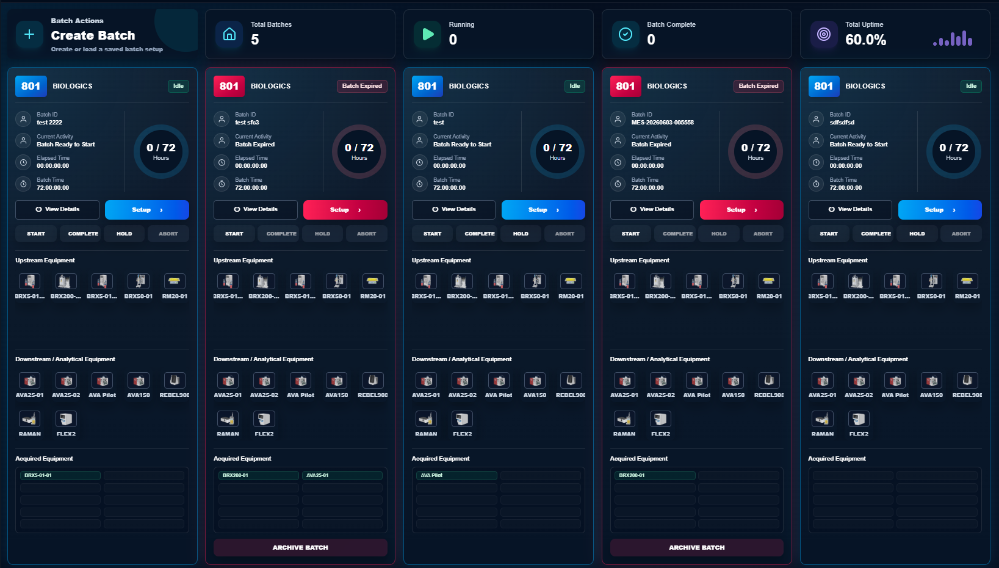 Batch Actions
Create Batch
Create or load a saved batch setup
Total Batches
5
Running
0
Batch Complete
0
Total Uptime
60.0%
801 BIOLOGICS Idle
Batch ID
test 2222
Current Activity
Batch Ready to Start
Elapsed Time
00:00:00:00
Batch Time
72:00:00:00
0 / 72
Hours
View Details Setup ›
START COMPLETE HOLD ABORT
Upstream Equipment
BRX5-01... BRX200-... BRX5-01... BRX50-01 RM20-01
Downstream / Analytical Equipment
AVA25-01 AVA25-02 AVA Pilot AVA150 REBEL908
RAMAN FLEX2
Acquired Equipment
BRX5-01-01
801 BIOLOGICS Batch Expired
Batch ID
test sfc3
Current Activity
Batch Expired
Elapsed Time
00:00:00:00
Batch Time
72:00:00:00
0 / 72
Hours
View Details Setup ›
START COMPLETE HOLD ABORT
Upstream Equipment
BRX5-01... BRX200-... BRX5-01... BRX50-01 RM20-01
Downstream / Analytical Equipment
AVA25-01 AVA25-02 AVA Pilot AVA150 REBEL908
RAMAN FLEX2
Acquired Equipment
BRX200-01 AVA25-01
ARCHIVE BATCH
801 BIOLOGICS Idle
Batch ID
test
Current Activity
Batch Ready to Start
Elapsed Time
00:00:00:00
Batch Time
72:00:00:00
0 / 72
Hours
View Details Setup ›
START COMPLETE HOLD ABORT
Upstream Equipment
BRX5-01... BRX200-... BRX5-01... BRX50-01 RM20-01
Downstream / Analytical Equipment
AVA25-01 AVA25-02 AVA Pilot AVA150 REBEL908
RAMAN FLEX2
Acquired Equipment
AVA Pilot
801 BIOLOGICS Batch Expired
Batch ID
MES-20260603-005558
Current Activity
Batch Expired
Elapsed Time
00:00:00:00
Batch Time
72:00:00:00
0 / 72
Hours
View Details Setup ›
START COMPLETE HOLD ABORT
Upstream Equipment
BRX5-01... BRX200-... BRX5-01... BRX50-01 RM20-01
Downstream / Analytical Equipment
AVA25-01 AVA25-02 AVA Pilot AVA150 REBEL908
RAMAN FLEX2
Acquired Equipment
BRX200-01
ARCHIVE BATCH
801 BIOLOGICS Idle
Batch ID
sdfsdfsd
Current Activity
Batch Ready to Start
Elapsed Time
00:00:00:00
Batch Time
72:00:00:00
0 / 72
Hours
View Details Setup ›
START COMPLETE HOLD ABORT
Upstream Equipment
BRX5-01... BRX200-... BRX5-01... BRX50-01 RM20-01
Downstream / Analytical Equipment
AVA25-01 AVA25-02 AVA Pilot AVA150 REBEL908
RAMAN FLEX2
Acquired Equipment